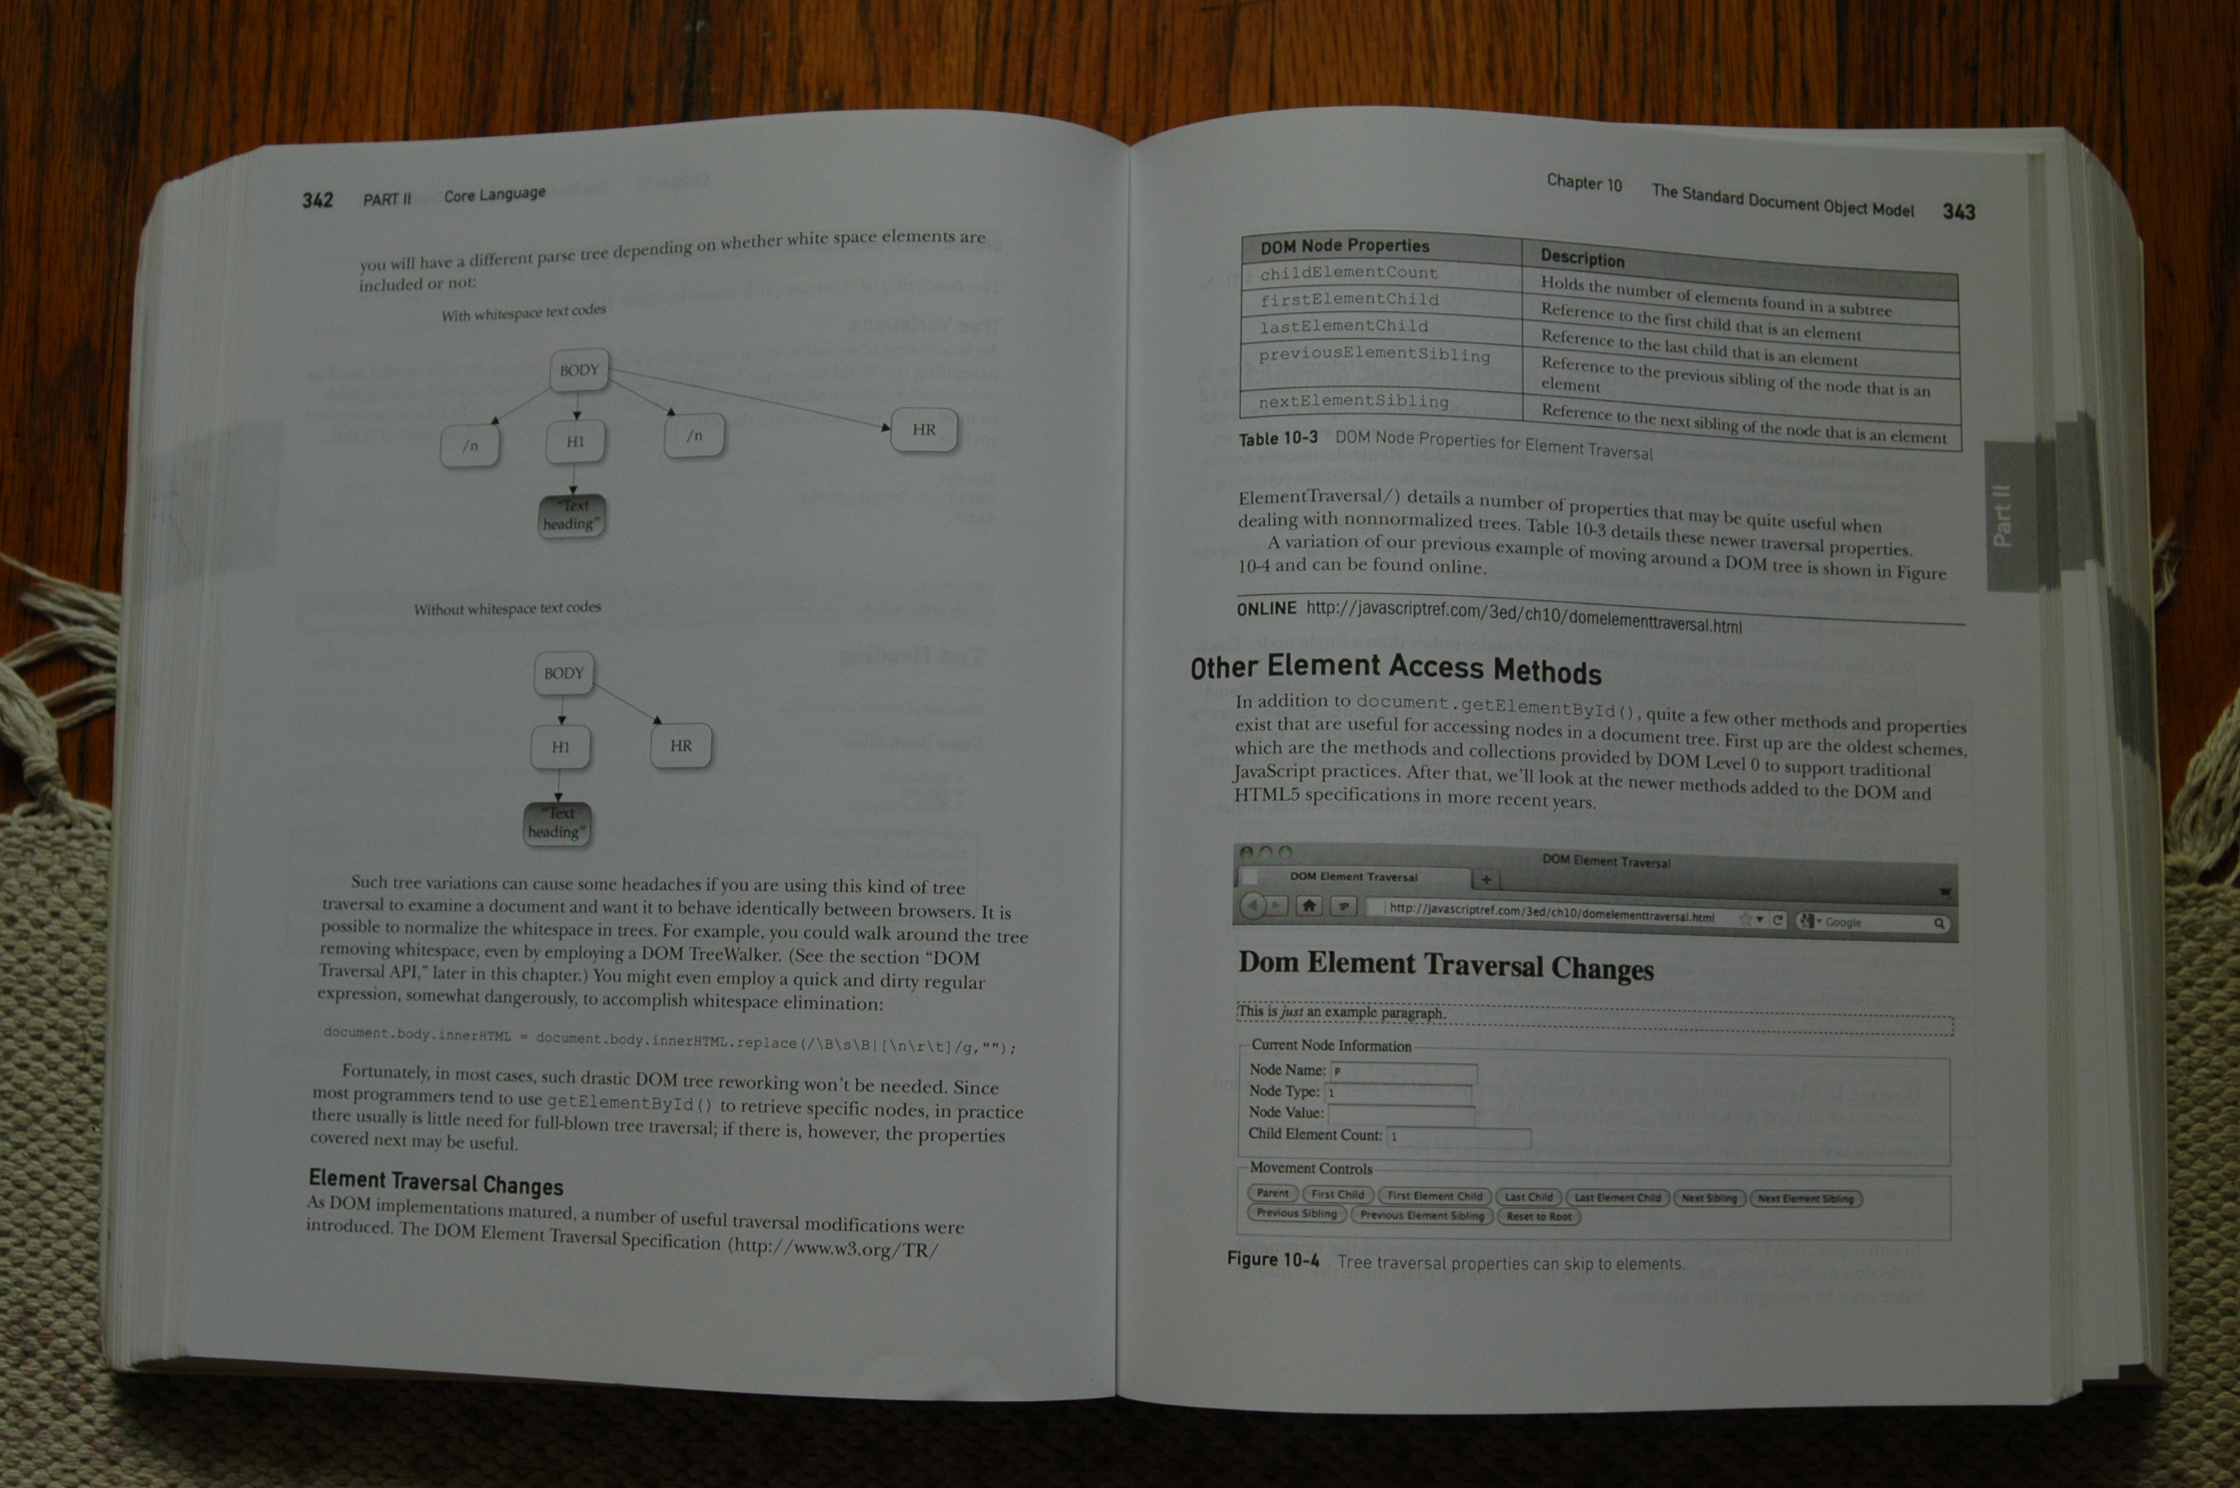 342 PART II Core Language
you will have a different parse tree depending on whether white space elements are
included or not:
With whitespace text codes
BODY
/n
H1
/n
HR
"Text
heading"
Without whitespace text codes
BODY
H1
HR
"Text
heading"
Such tree variations can cause some headaches if you are using this kind of tree
traversal to examine a document and want it to behave identically between browsers. It is
possible to normalize the whitespace in trees. For example, you could walk around the tree
removing whitespace, even by employing a DOM TreeWalker. (See the section "DOM
Traversal API," later in this chapter.) You might even employ a quick and dirty regular
expression, somewhat dangerously, to accomplish whitespace elimination:
document.body.innerHTML = document.body.innerHTML.replace(/\B\s\B|[\n\r\t]/g,"");
Fortunately, in most cases, such drastic DOM tree reworking won't be needed. Since
most programmers tend to use getElementById() to retrieve specific nodes, in practice
there usually is little need for full-blown tree traversal; if there is, however, the properties
covered next may be useful.
Element Traversal Changes
As DOM implementations matured, a number of useful traversal modifications were
introduced. The DOM Element Traversal Specification (http://www.w3.org/TR/
Chapter 10 The Standard Document Object Model 343
Part II
DOM Node Properties Description
childElementCount Holds the number of elements found in a subtree
firstElementChild Reference to the first child that is an element
lastElementChild Reference to the last child that is an element
previousElementSibling Reference to the previous sibling of the node that is an
element
nextElementSibling Reference to the next sibling of the node that is an element
Table 10-3 DOM Node Properties for Element Traversal
ElementTraversal/) details a number of properties that may be quite useful when
dealing with nonnormalized trees. Table 10-3 details these newer traversal properties.
A variation of our previous example of moving around a DOM tree is shown in Figure
10-4 and can be found online.
ONLINE http://javascriptref.com/3ed/ch10/domelementtraversal.html
Other Element Access Methods
In addition to document.getElementById(), quite a few other methods and properties
exist that are useful for accessing nodes in a document tree. First up are the oldest schemes,
which are the methods and collections provided by DOM Level 0 to support traditional
JavaScript practices. After that, we'll look at the newer methods added to the DOM and
HTML5 specifications in more recent years.
DOM Element Traversal
DOM Element Traversal +
http://javascriptref.com/3ed/ch10/domelementtraversal.html Google
Dom Element Traversal Changes
This is just an example paragraph.
Current Node Information
Node Name: P
Node Type: 1
Node Value:
Child Element Count: 1
Movement Controls
Parent First Child First Element Child Last Child Last Element Child Next Sibling Next Element Sibling
Previous Sibling Previous Element Sibling Reset to Root
Figure 10-4 Tree traversal properties can skip to elements.